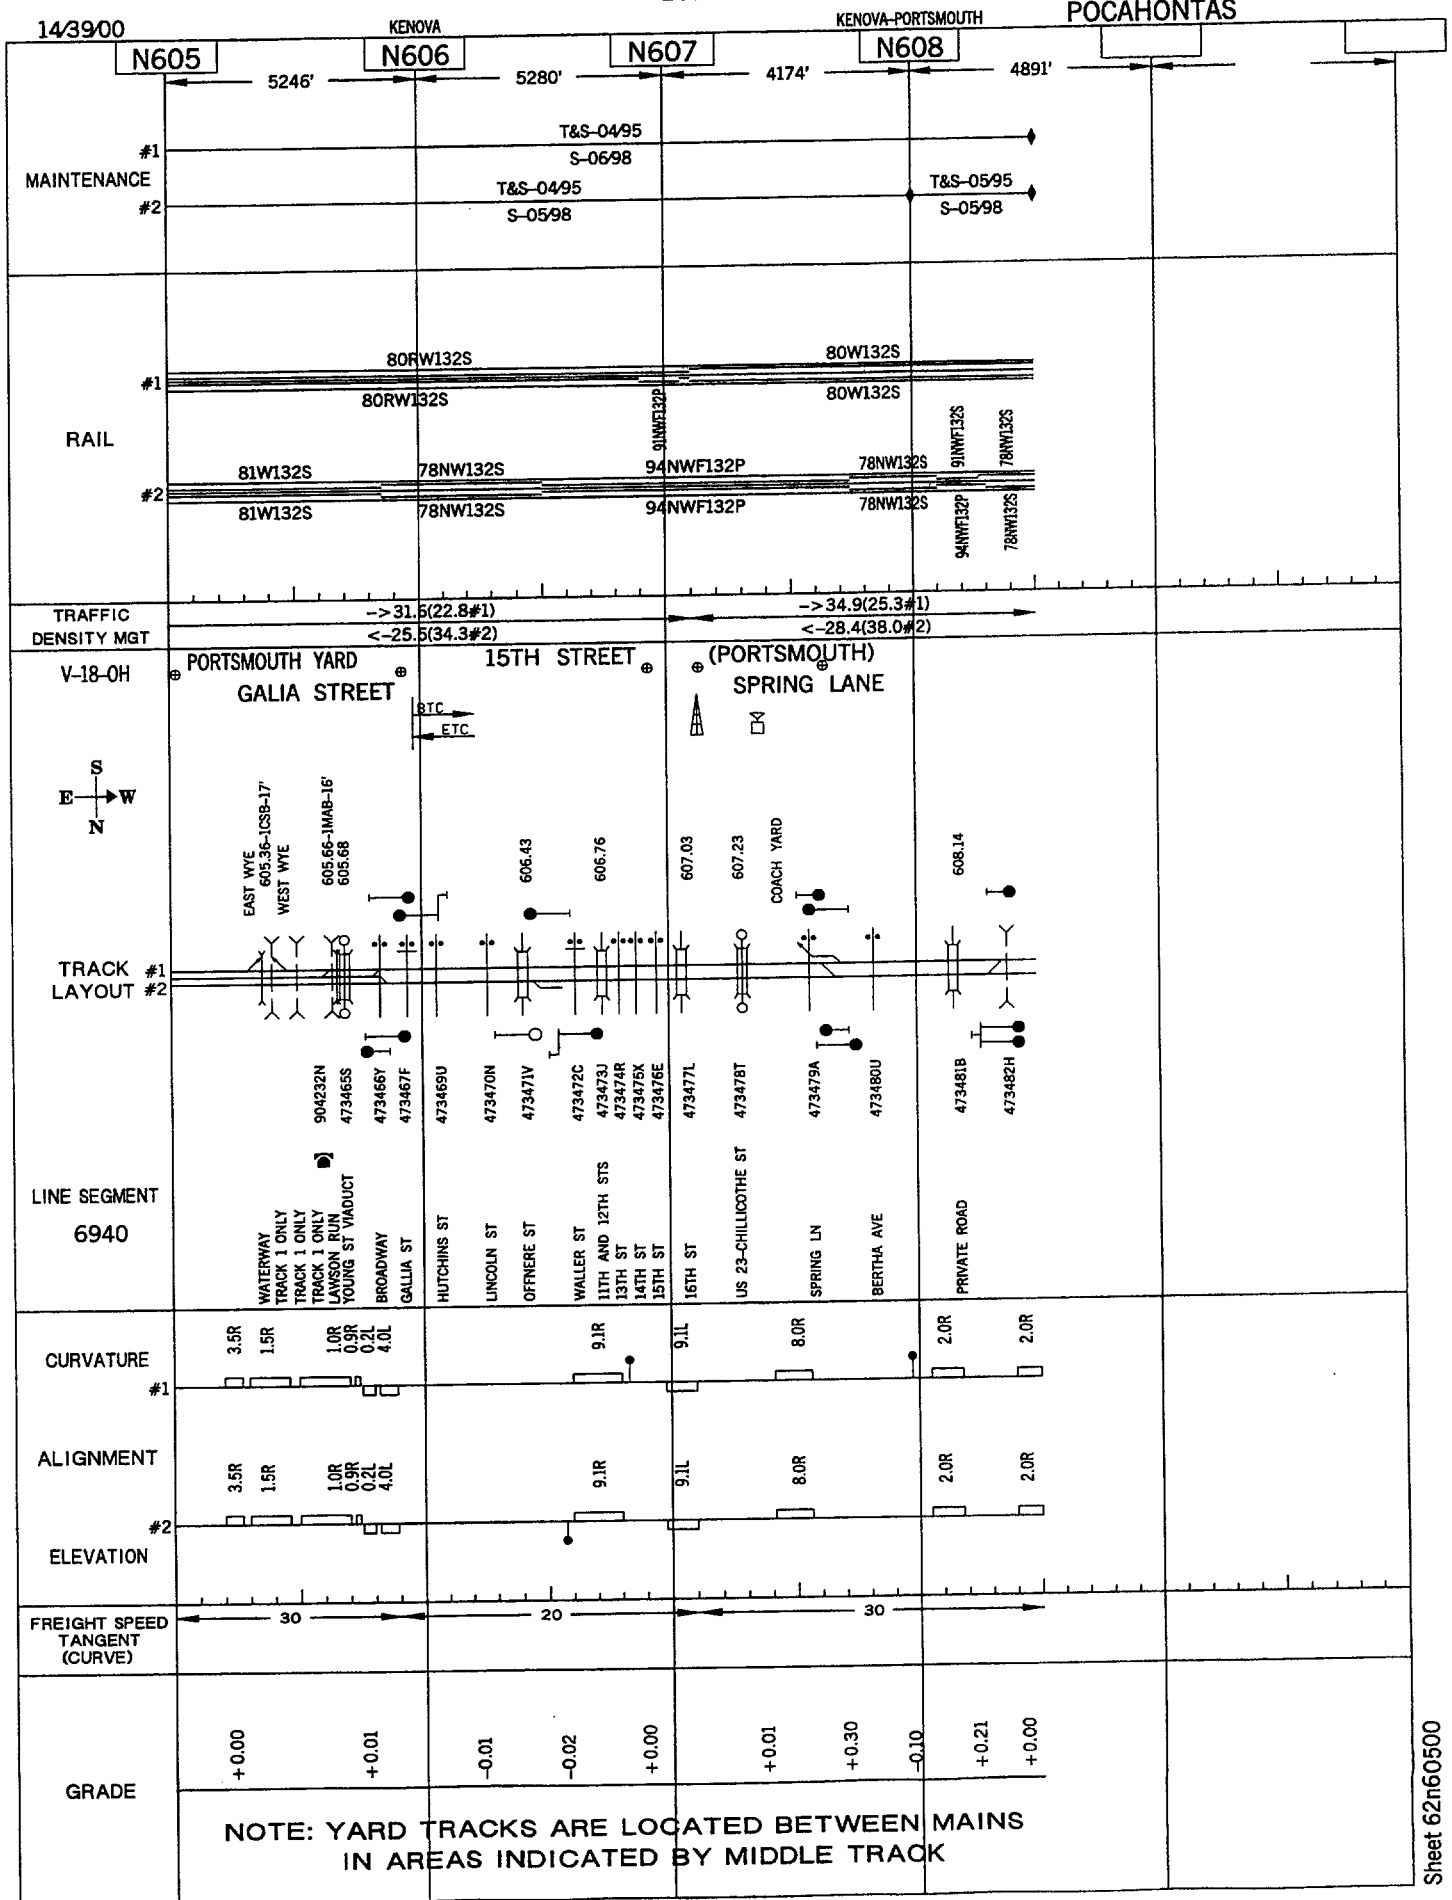 14/39/00
KENOVA
KENOVA-PORTSMOUTH
POCAHONTAS
N605
N606
N607
N608
5246'
5280'
4174'
4891'
MAINTENANCE
#1
T&S-04/95
S-06/98
#2
T&S-04/95
S-05/98
T&S-05/95
S-05/98
RAIL
#1
80RW132S
80W132S
80RW132S
80W132S
91NWF132P
91NWF132S
78NW132S
#2
81W132S
78NW132S
94NWF132P
78NW132S
81W132S
78NW132S
94NWF132P
78NW132S
94NWF132P
78NW132S
TRAFFIC
DENSITY MGT
->31.6(22.8#1)
->34.9(25.3#1)
<-25.5(34.3#2)
<-28.4(38.0#2)
V-18-OH
PORTSMOUTH YARD
GALIA STREET
15TH STREET
(PORTSMOUTH)
SPRING LANE
BTC
ETC
S
E W
N
EAST WYE
605.36-1CSB-17'
WEST WYE
605.66-1MAB-16'
605.68
606.43
606.76
607.03
607.23
COACH YARD
608.14
TRACK #1
LAYOUT #2
904232N
473465S
473466Y
473467F
473469U
473470N
473471V
473472C
473473J
473474R
473475X
473476E
473477L
473478T
473479A
473480U
473481B
473482H
LINE SEGMENT
6940
WATERWAY
TRACK 1 ONLY
TRACK 1 ONLY
TRACK 1 ONLY
LAWSON RUN
YOUNG ST VIADUCT
BROADWAY
GALLIA ST
HUTCHINS ST
LINCOLN ST
OFFNERE ST
WALLER ST
11TH AND 12TH STS
13TH ST
14TH ST
15TH ST
16TH ST
US 23-CHILLICOTHE ST
SPRING LN
BERTHA AVE
PRIVATE ROAD
CURVATURE
#1
3.5R
1.5R
1.0R
0.9R
0.2L
4.0L
9.1R
9.1L
8.0R
2.0R
2.0R
ALIGNMENT
#2
3.5R
1.5R
1.0R
0.9R
0.2L
4.0L
9.1R
9.1L
8.0R
2.0R
2.0R
ELEVATION
FREIGHT SPEED
TANGENT
(CURVE)
30
20
30
GRADE
+0.00
+0.01
-0.01
-0.02
+0.00
+0.01
+0.30
-0.10
+0.21
+0.00
NOTE: YARD TRACKS ARE LOCATED BETWEEN MAINS
IN AREAS INDICATED BY MIDDLE TRACK
Sheet 62n60500